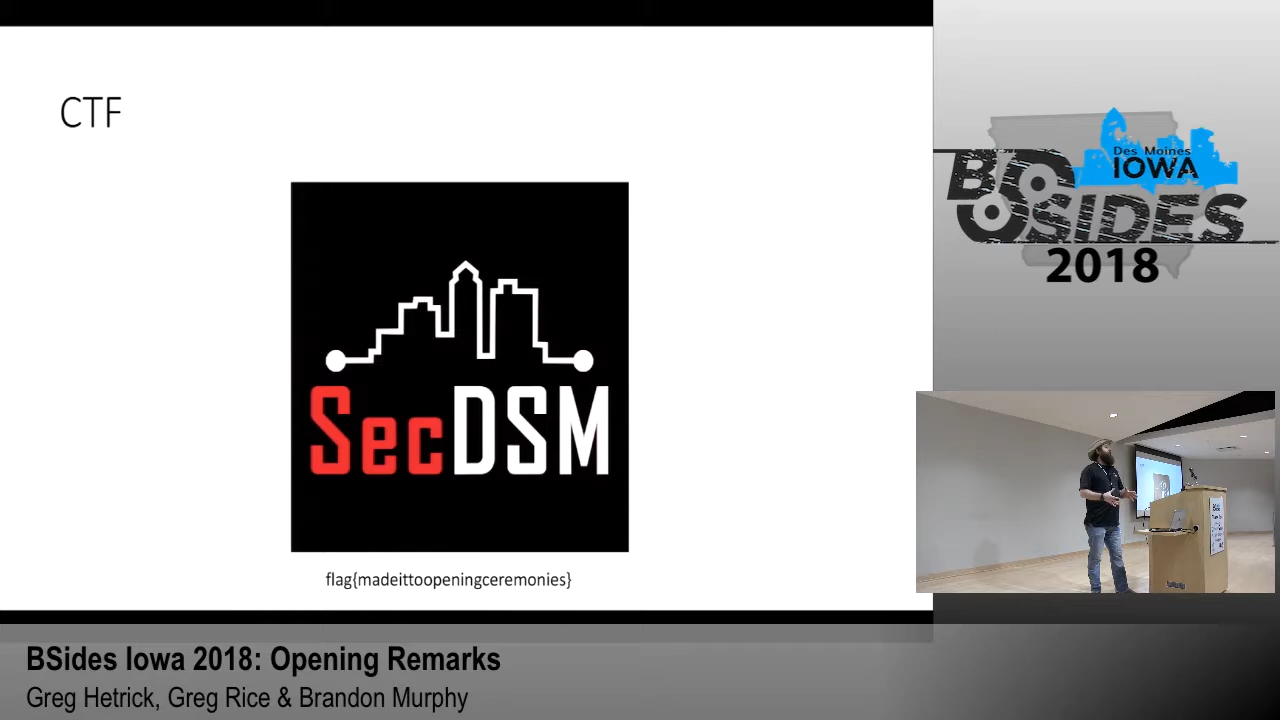 CTF
SecDSM
flag{madeittoopeningceremonies}
Des Moines
IOWA
BSIDES
2018
BSides Iowa 2018: Opening Remarks
Greg Hetrick, Greg Rice & Brandon Murphy